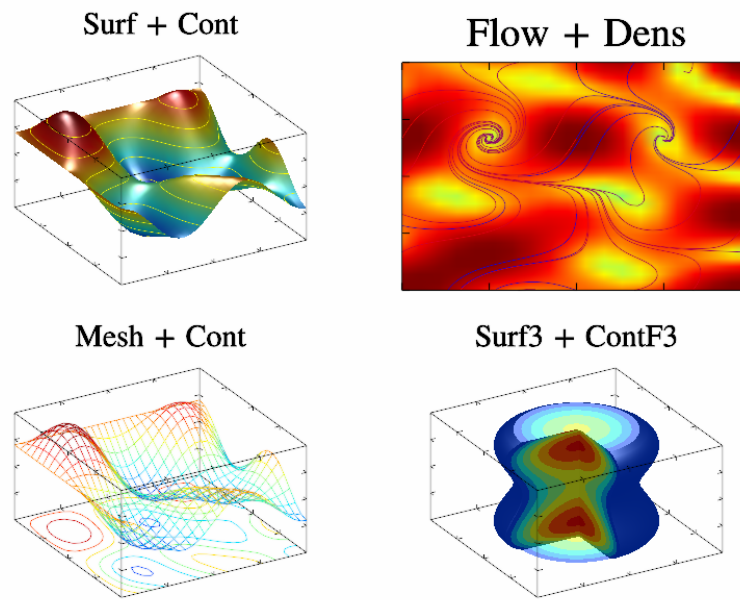 Surf + Cont
Flow + Dens
Mesh + Cont
Surf3 + ContF3